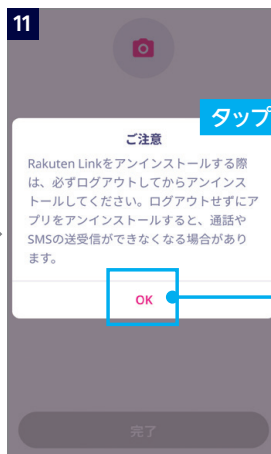 11
タップ
ご注意
Rakuten Linkをアンインストールする際
は、必ずログアウトしてからアンインス
トールしてください。ログアウトせずにア
プリをアンインストールすると、通話や
SMSの送受信ができなくなる場合があり
ます。
OK
完了